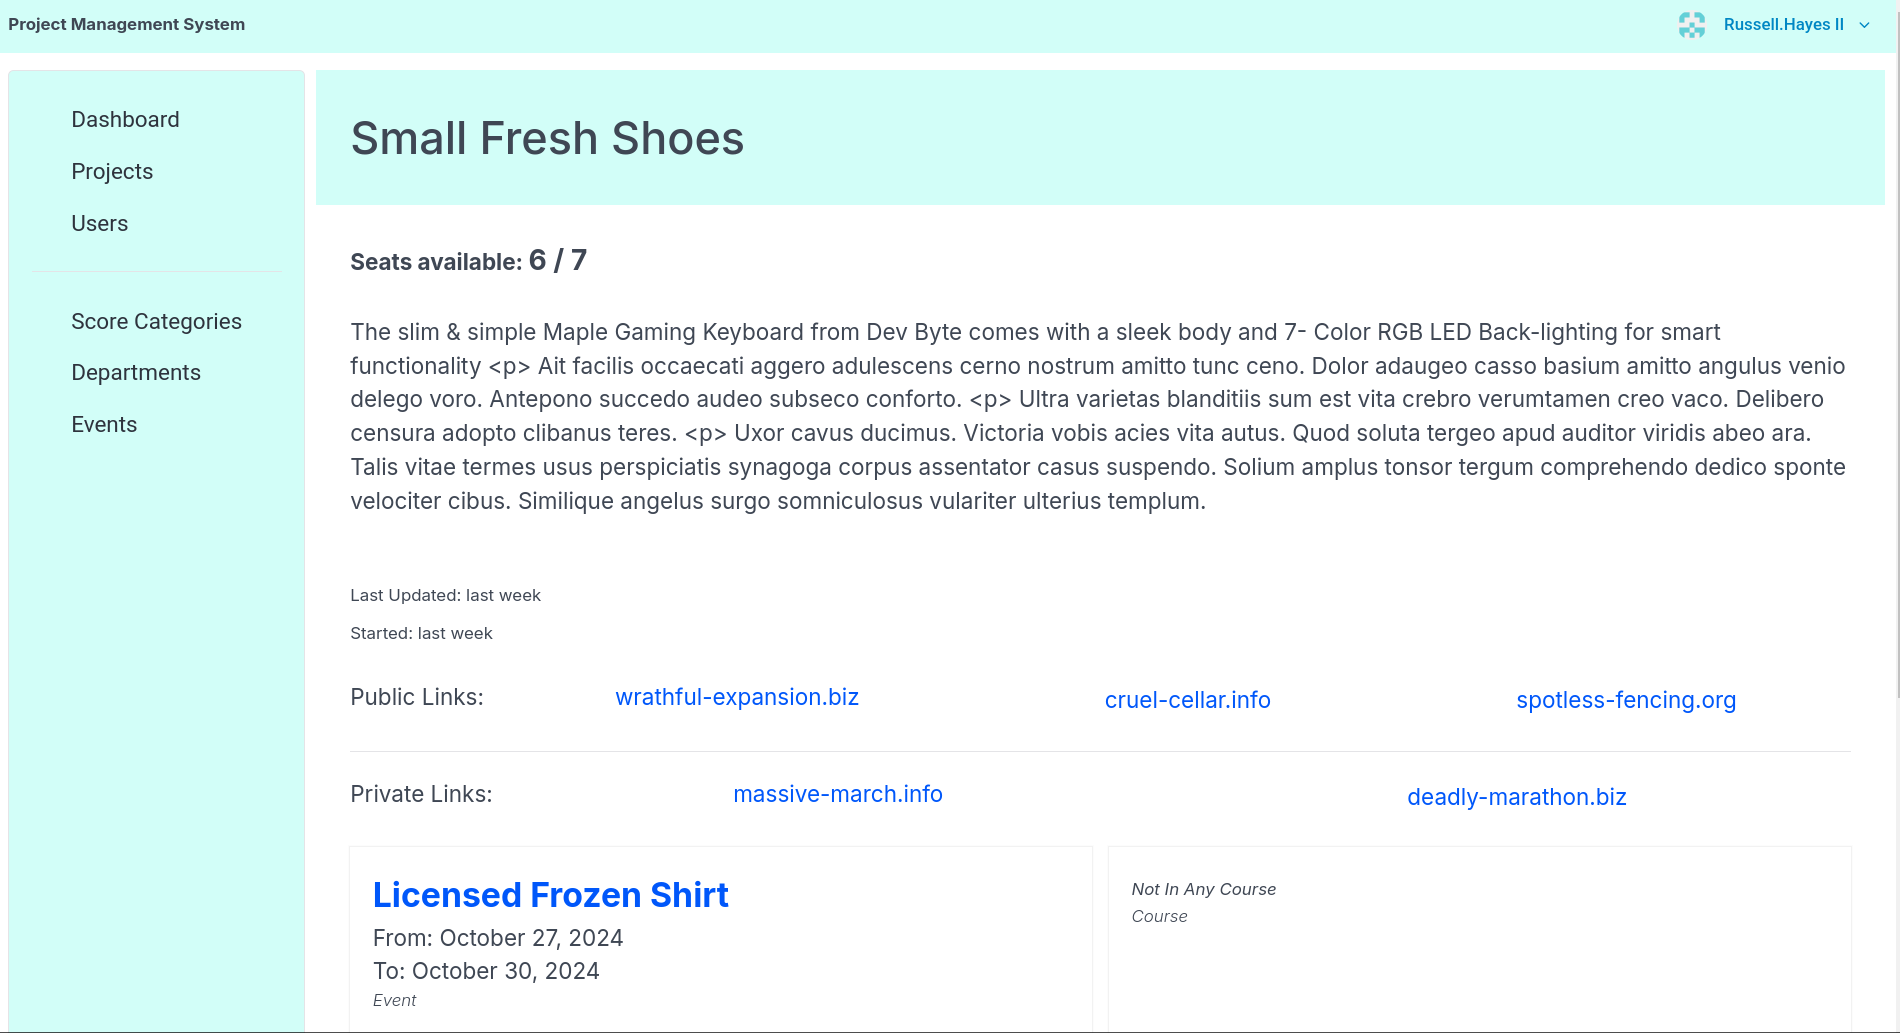 Project Management System
Russell.Hayes II
Dashboard
Projects
Users
Score Categories
Departments
Events
Small Fresh Shoes
Seats available: 6 / 7
The slim & simple Maple Gaming Keyboard from Dev Byte comes with a sleek body and 7- Color RGB LED Back-lighting for smart
functionality <p> Ait facilis occaecati aggero adulescens cerno nostrum amitto tunc ceno. Dolor adaugeo casso basium amitto angulus venio
delego voro. Antepono succedo audeo subseco conforto. <p> Ultra varietas blanditiis sum est vita crebro verumtamen creo vaco. Delibero
censura adopto clibanus teres. <p> Uxor cavus ducimus. Victoria vobis acies vita autus. Quod soluta tergeo apud auditor viridis abeo ara.
Talis vitae termes usus perspiciatis synagoga corpus assentator casus suspendo. Solium amplus tonsor tergum comprehendo dedico sponte
velociter cibus. Similique angelus surgo somniculosus vulariter ulterius templum.
Last Updated: last week
Started: last week
Public Links:
wrathful-expansion.biz
cruel-cellar.info
spotless-fencing.org
Private Links:
massive-march.info
deadly-marathon.biz
Licensed Frozen Shirt
From: October 27, 2024
To: October 30, 2024
Event
Not In Any Course
Course